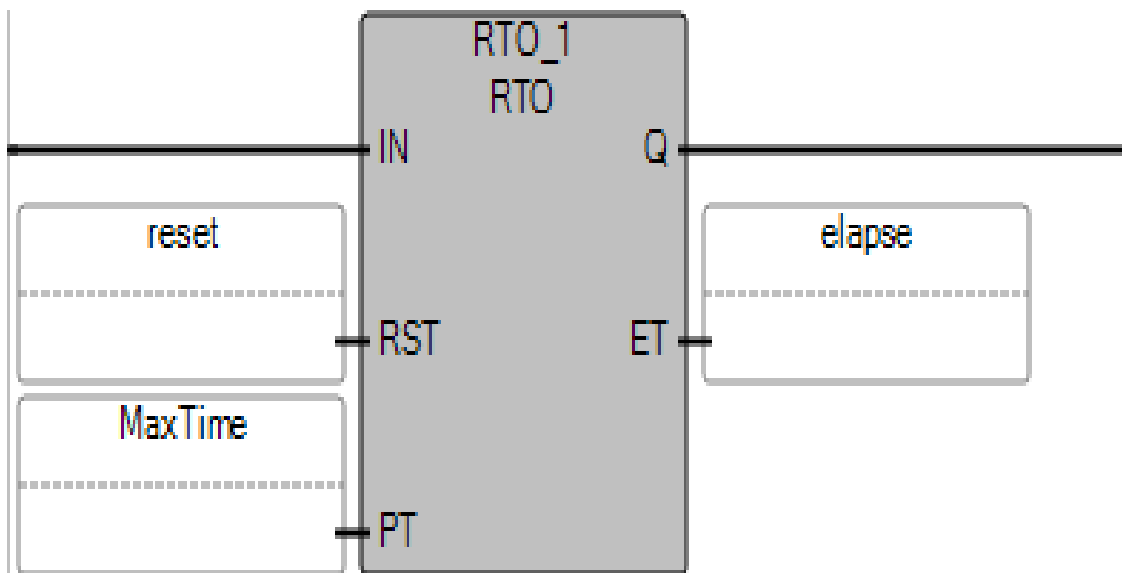 RTO_1
RTO
IN
Q
reset
elapse
RST
ET
MaxTime
PT